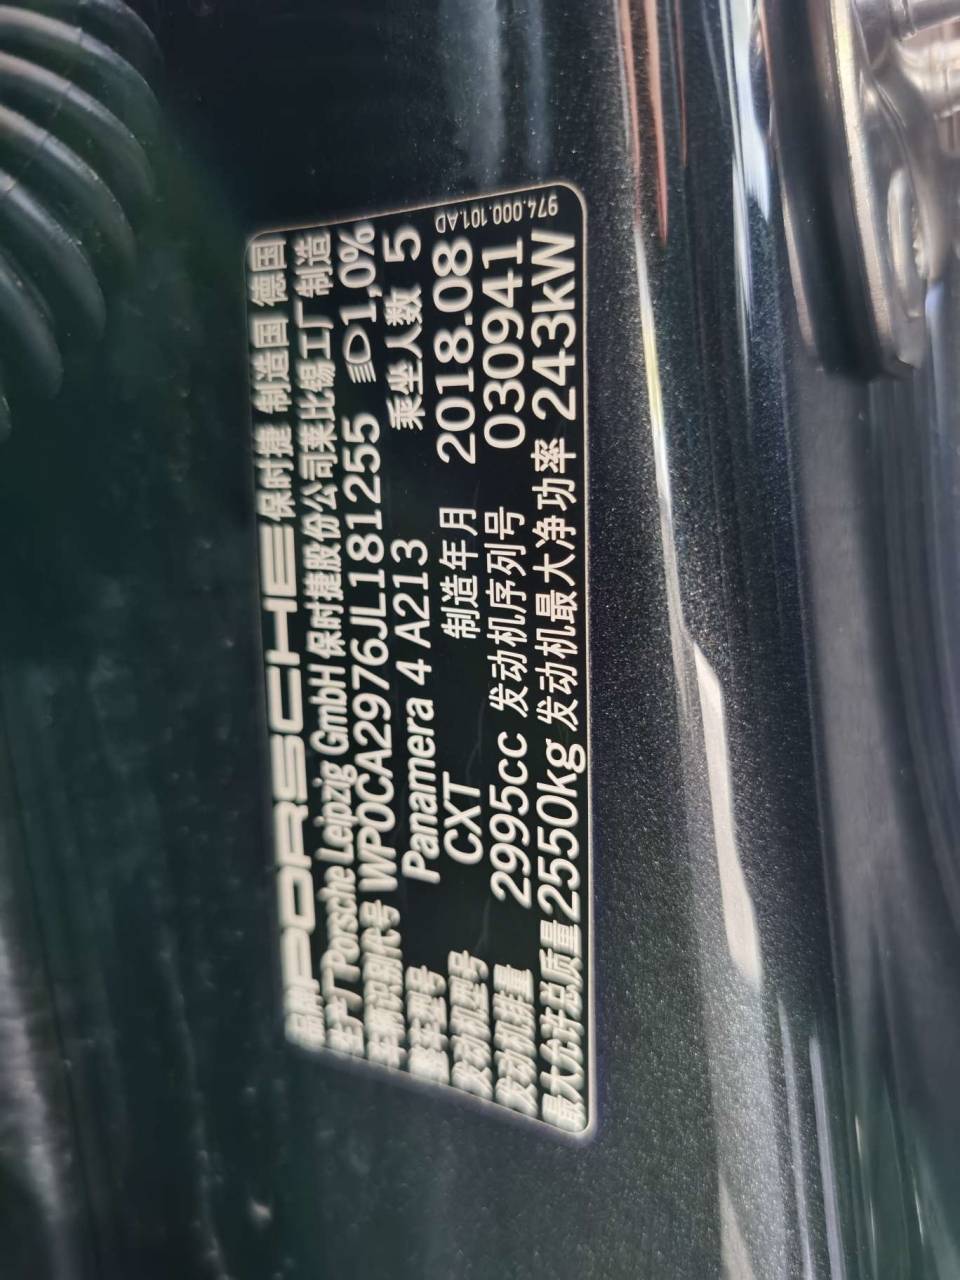 品牌 PORSCHE 保时捷 制造国 德国
生产厂 Porsche Leipzig GmbH 保时捷股份公司莱比锡工厂制造
车辆识别代号 WP0CA2976JL181255 1,0%
整车型号 Panamera 4 A213 乘坐人数 5
发动机型号 CXT 制造年月 2018.08
发动机排量 2995cc 发动机序列号 030941
最大允许总质量 2550kg 发动机最大净功率 243kW
974.000.101.AD